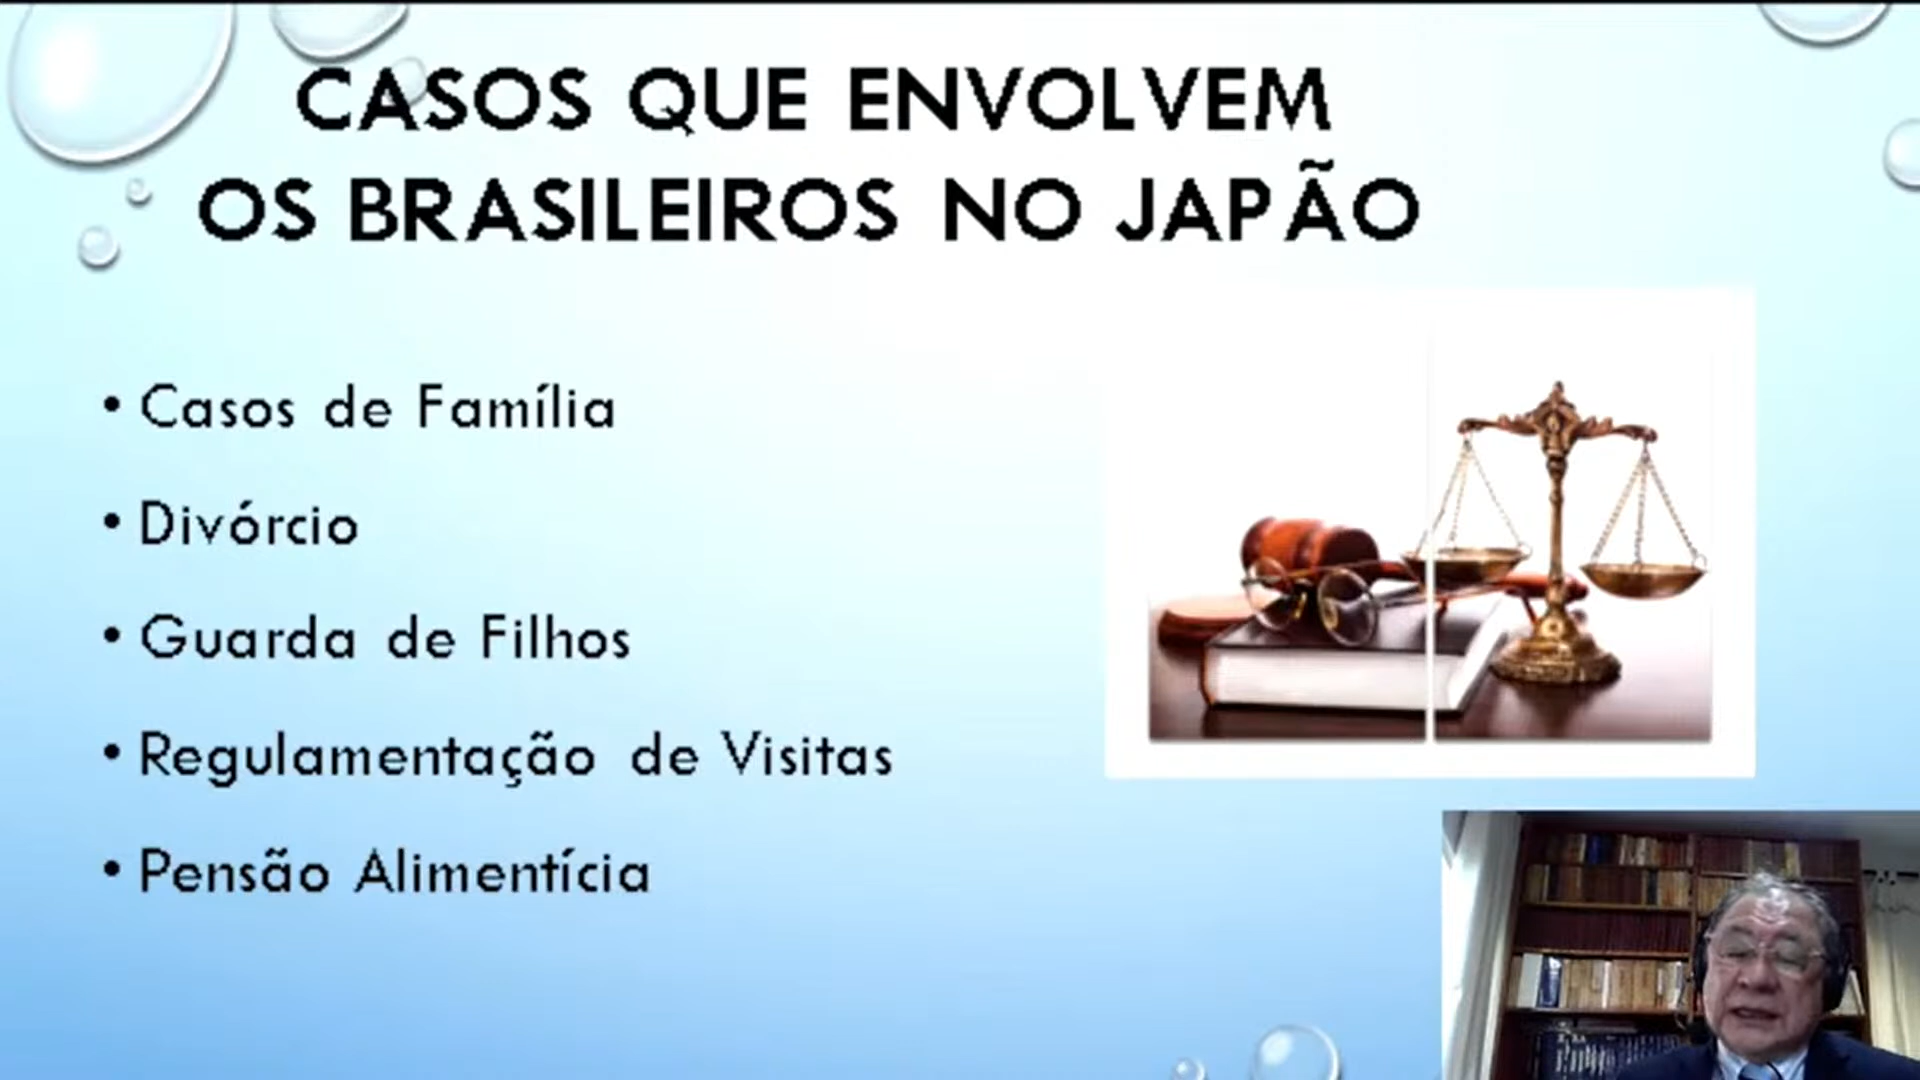 CASOS QUE ENVOLVEM
OS BRASILEIROS NO JAPÃO
• Casos de Família
• Divórcio
• Guarda de Filhos
• Regulamentação de Visitas
• Pensão Alimentícia